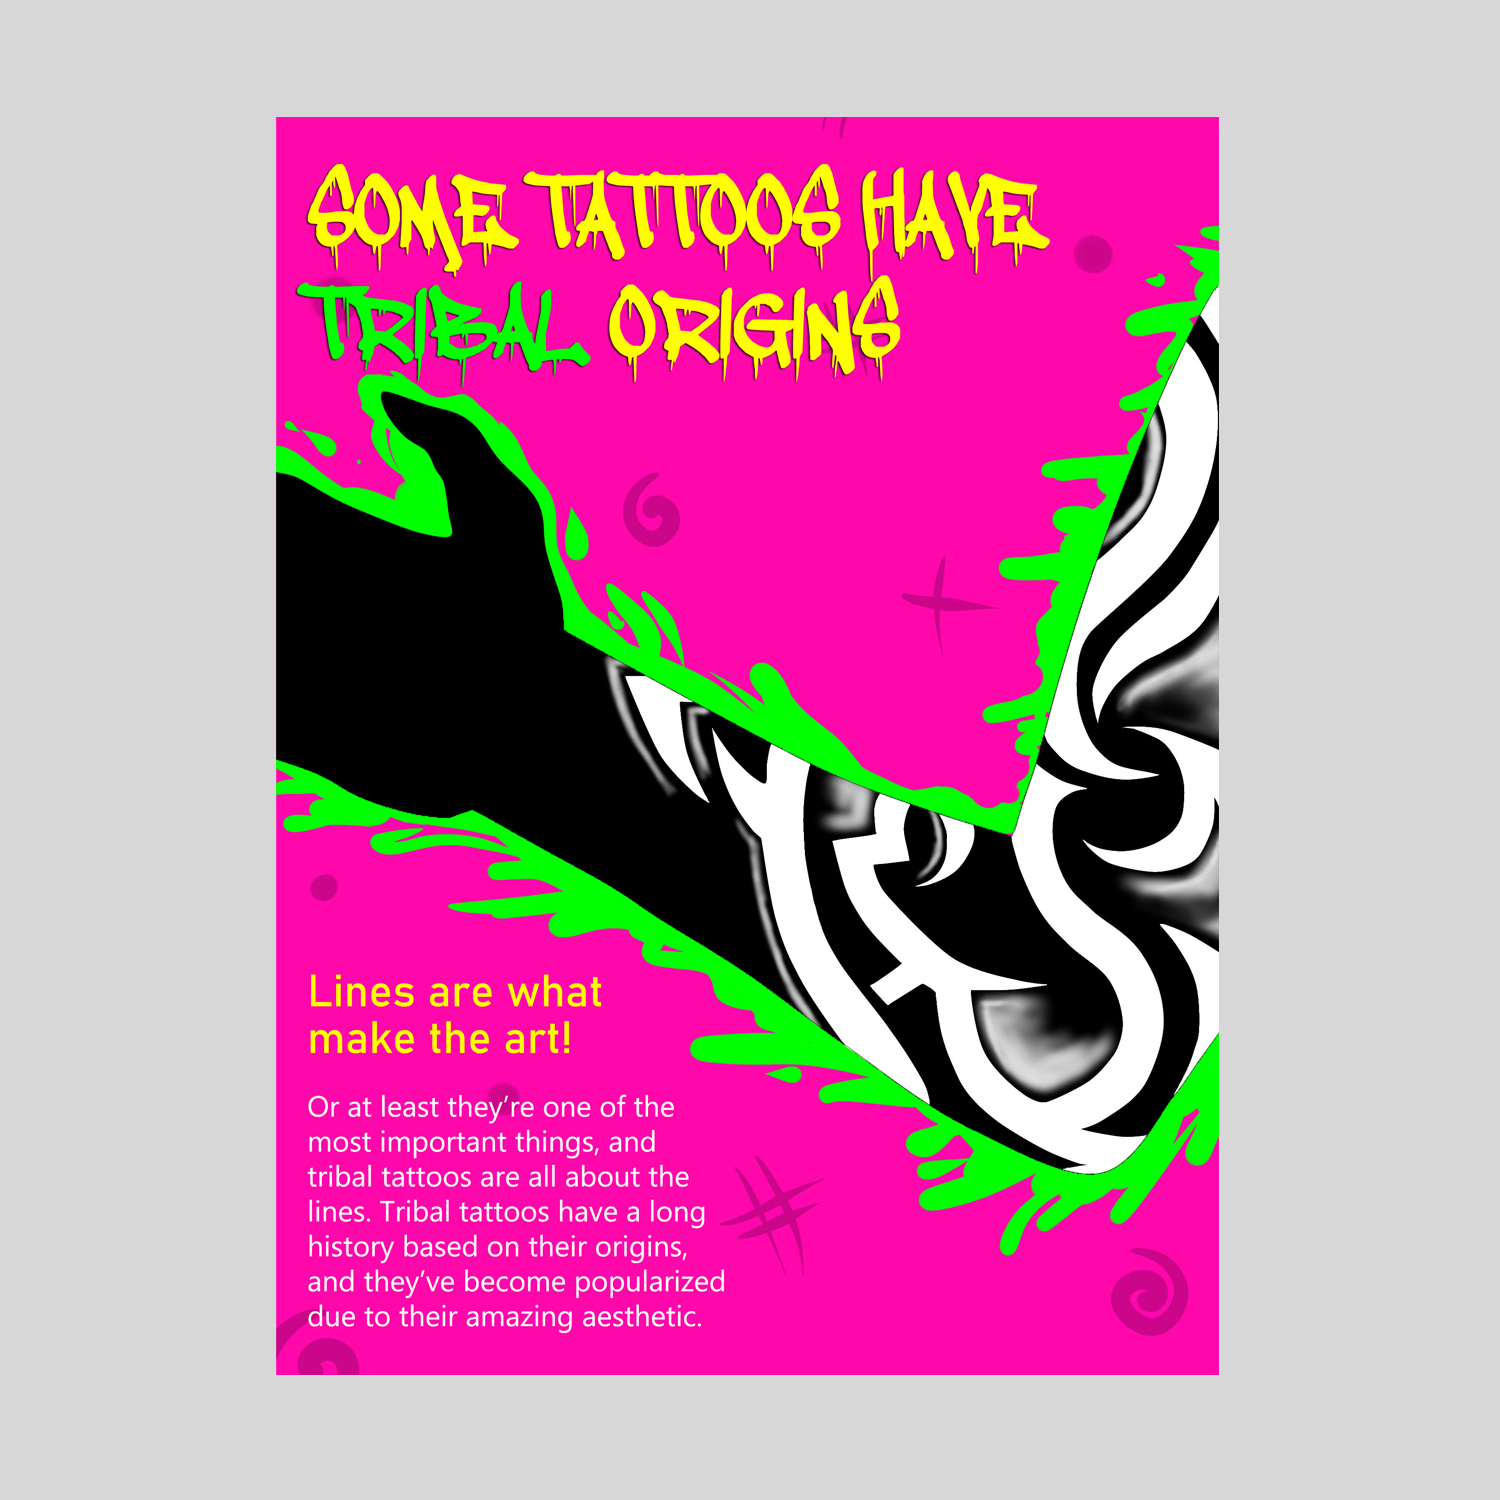 SOME TATTOOS HAVE
TRIBAL ORIGINS
Lines are what
make the art!
Or at least they’re one of the
most important things, and
tribal tattoos are all about the
lines. Tribal tattoos have a long
history based on their origins,
and they’ve become popularized
due to their amazing aesthetic.